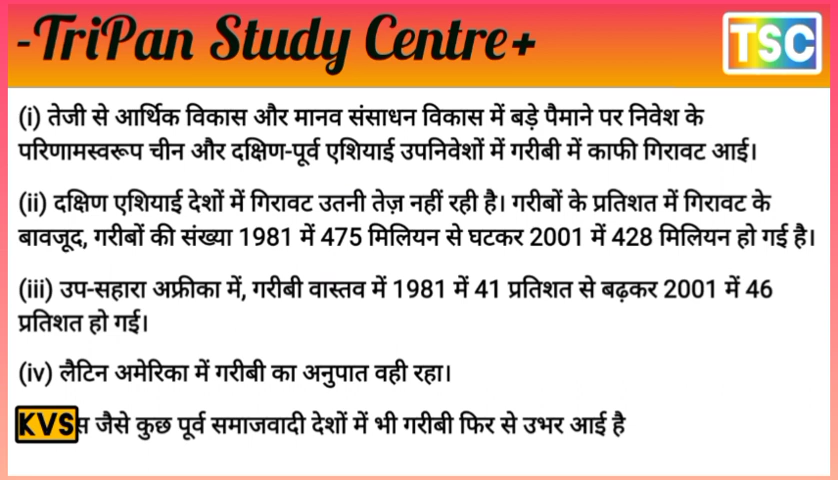 -TriPan Study Centre+
TSC
(i) तेजी से आर्थिक विकास और मानव संसाधन विकास में बड़े पैमाने पर निवेश के
परिणामस्वरूप चीन और दक्षिण-पूर्व एशियाई उपनिवेशों में गरीबी में काफी गिरावट आई।
(ii) दक्षिण एशियाई देशों में गिरावट उतनी तेज़ नहीं रही है। गरीबों के प्रतिशत में गिरावट के
बावजूद, गरीबों की संख्या 1981 में 475 मिलियन से घटकर 2001 में 428 मिलियन हो गई है।
(iii) उप-सहारा अफ्रीका में, गरीबी वास्तव में 1981 में 41 प्रतिशत से बढ़कर 2001 में 46
प्रतिशत हो गई।
(iv) लैटिन अमेरिका में गरीबी का अनुपात वही रहा।
KVS जैसे कुछ पूर्व समाजवादी देशों में भी गरीबी फिर से उभर आई है